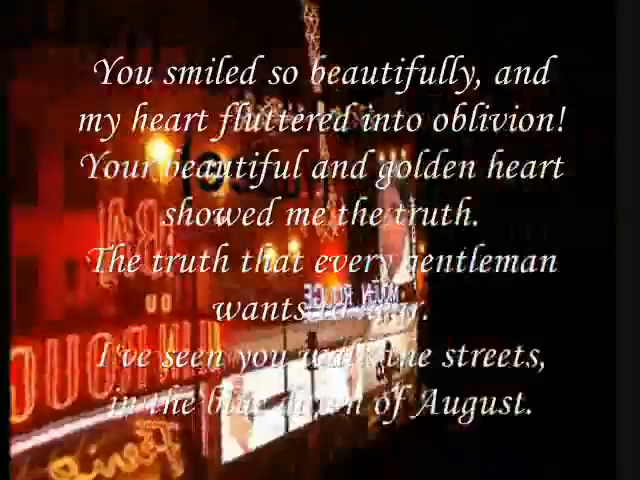 You smiled so beautifully, and
my heart fluttered into oblivion!
Your beautiful and golden heart
showed me the truth.
The truth that every gentleman
wants to hear.
I've seen you walk the streets,
in the blue dawn of August.